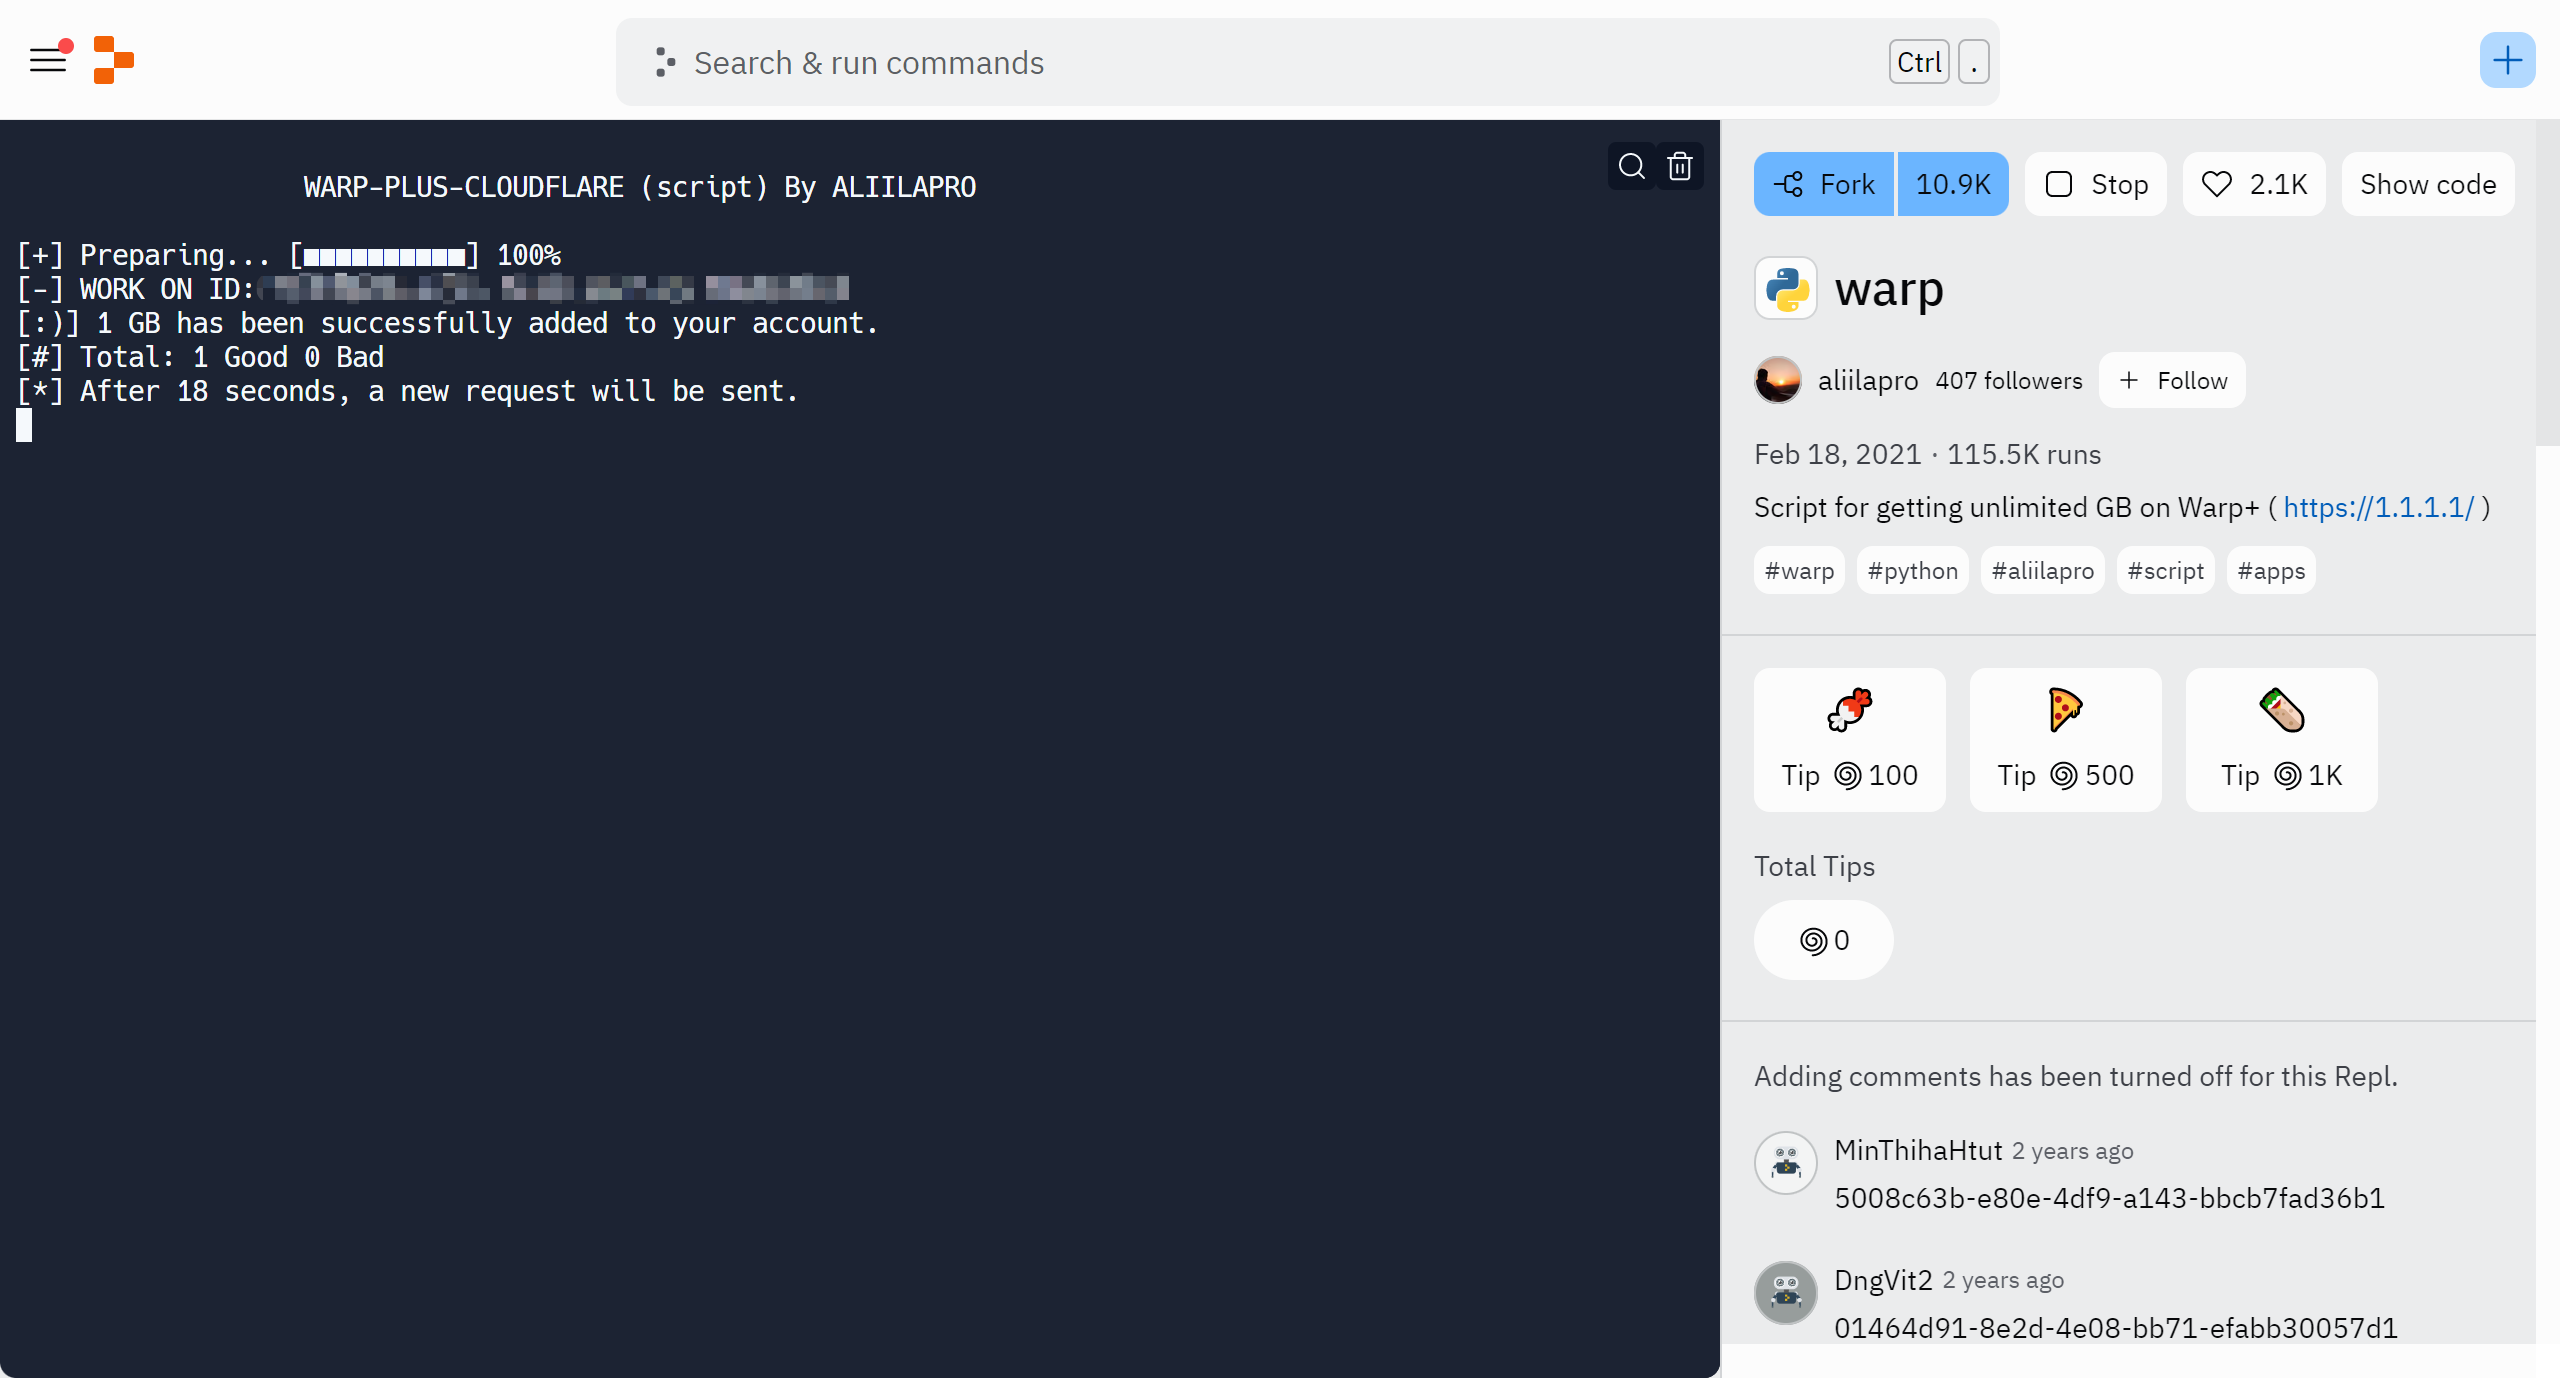 Search & run commands
Ctrl .
WARP-PLUS-CLOUDFLARE (script) By ALIILAPRO
[+] Preparing... [■■■■■■■■■■] 100%
[-] WORK ON ID:
[:)] 1 GB has been successfully added to your account.
[#] Total: 1 Good 0 Bad
[*] After 18 seconds, a new request will be sent.
Fork 10.9K Stop 2.1K Show code
warp
aliilapro 407 followers + Follow
Feb 18, 2021 · 115.5K runs
Script for getting unlimited GB on Warp+ ( https://1.1.1.1/ )
#warp #python #aliilapro #script #apps
Tip 100 Tip 500 Tip 1K
Total Tips
0
Adding comments has been turned off for this Repl.
MinThihaHtut 2 years ago
5008c63b-e80e-4df9-a143-bbcb7fad36b1
DngVit2 2 years ago
01464d91-8e2d-4e08-bb71-efabb30057d1